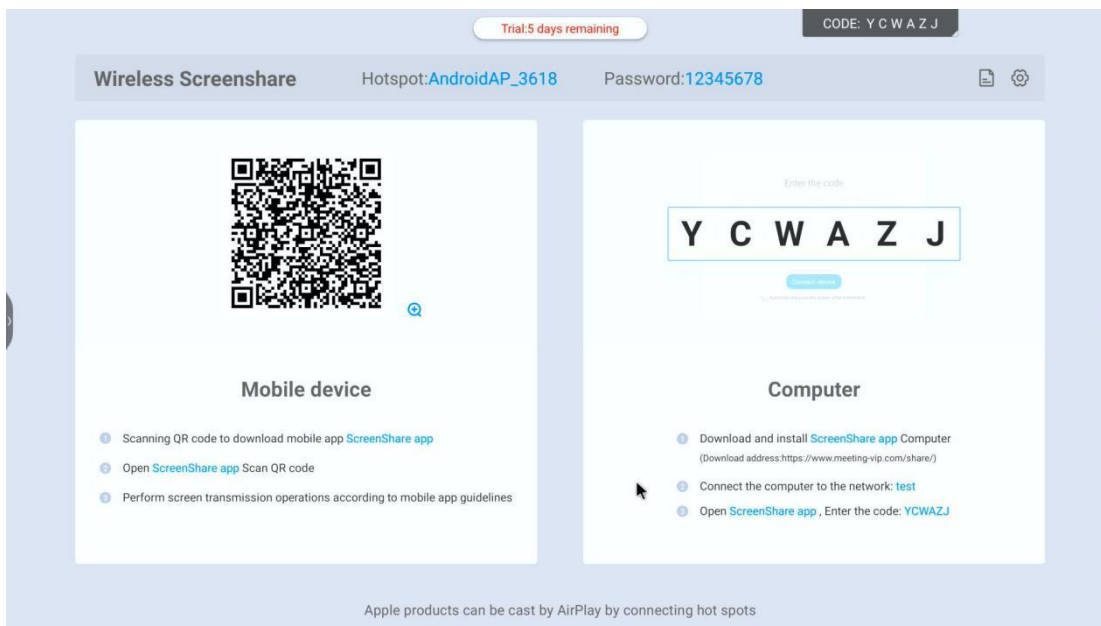 Trial:5 days remaining
CODE: Y C W A Z J
Wireless Screenshare
Hotspot:AndroidAP_3618
Password:12345678
Enter the code
Y C W A Z J
Mobile device
Scanning QR code to download mobile app ScreenShare app
Open ScreenShare app Scan QR code
Perform screen transmission operations according to mobile app guidelines
Computer
Download and install ScreenShare app Computer
(Download address:https://www.meeting-vip.com/share/)
Connect the computer to the network: test
Open ScreenShare app , Enter the code: YCWAZJ
Apple products can be cast by AirPlay by connecting hot spots